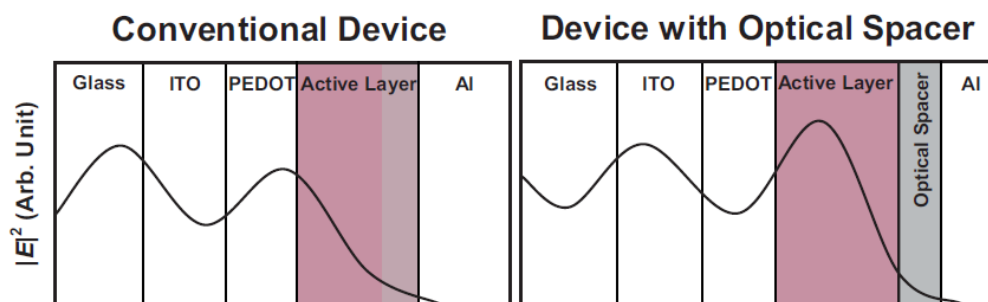 Conventional Device
Device with Optical Spacer
|E|² (Arb. Unit)
Glass ITO PEDOT Active Layer Al
Glass ITO PEDOT Active Layer Optical Spacer Al